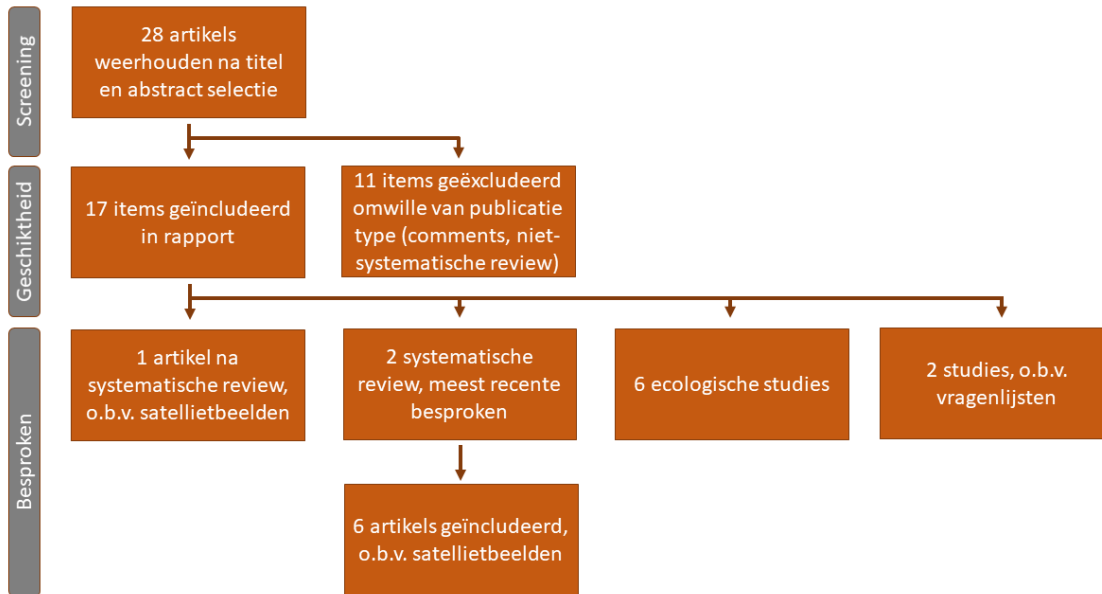 Screening
28 artikels
weerhouden na titel
en abstract selectie
Geschiktheid
17 items geïncludeerd
in rapport
11 items geëxcludeerd
omwille van publicatie
type (comments, niet-
systematische review)
Besproken
1 artikel na
systematische review,
o.b.v. satellietbeelden
2 systematische
review, meest recente
besproken
6 ecologische studies
2 studies, o.b.v.
vragenlijsten
6 artikels geïncludeerd,
o.b.v. satellietbeelden